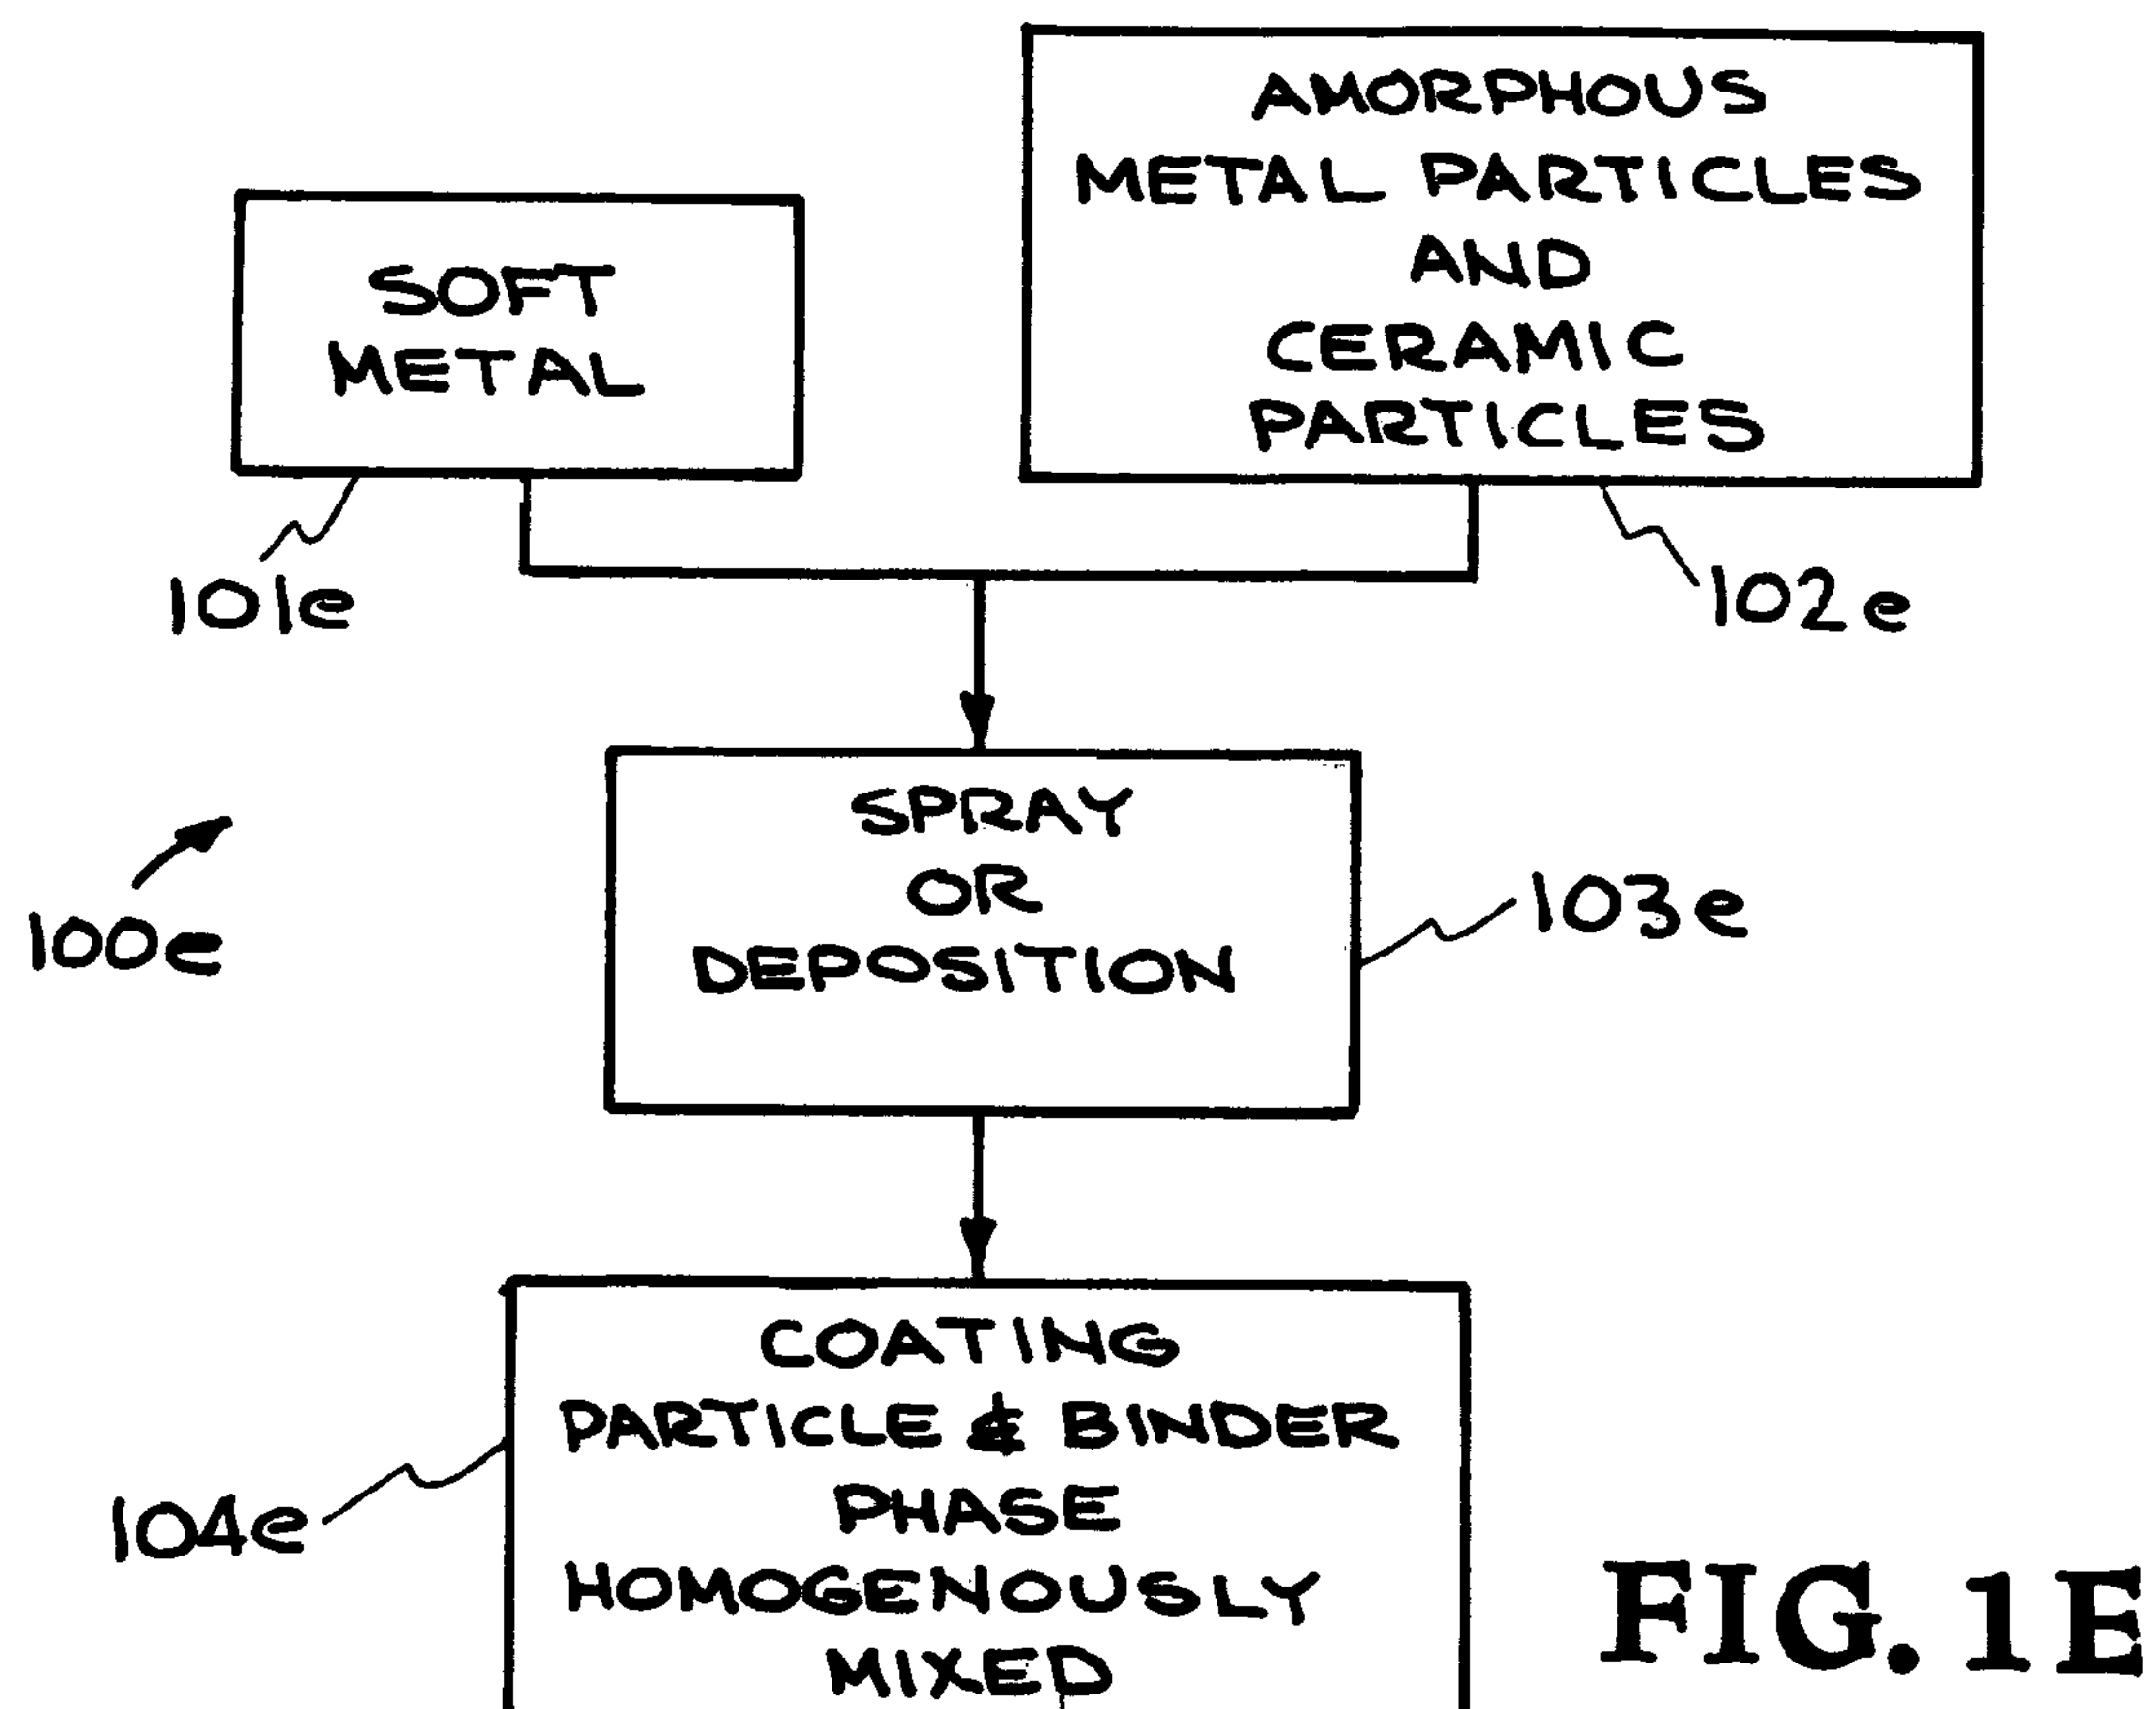 AMORPHOUS
METAL PARTICLES
AND
CERAMIC
PARTICLES
SOFT
METAL
101e
102e
SPRAY
OR
DEPOSITION
103e
100e
COATING
PARTICLE & BINDER
PHASE
HOMOGENOUSLY
MIXED
104e
FIG. 1E